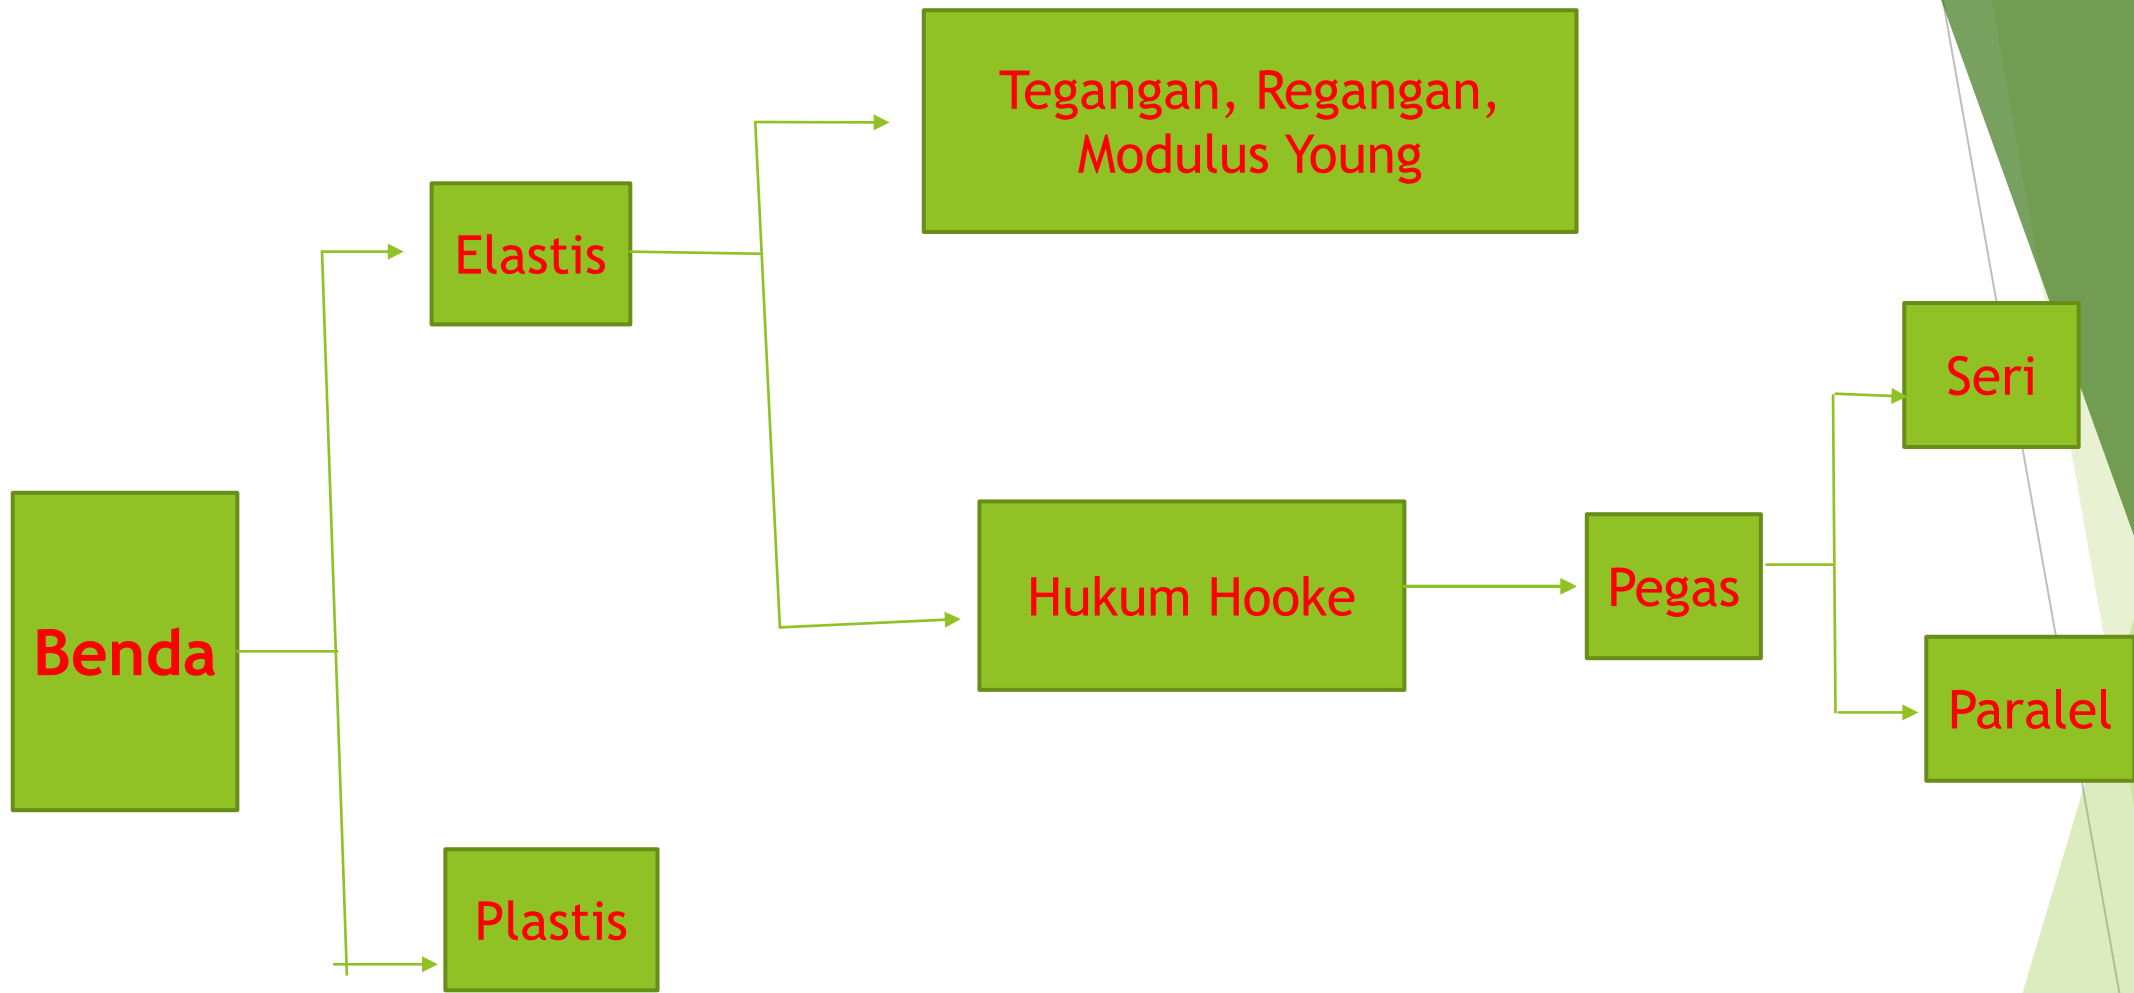 Tegangan, Regangan,
Modulus Young
Elastis
Seri
Hukum Hooke
Pegas
Benda
Paralel
Plastis